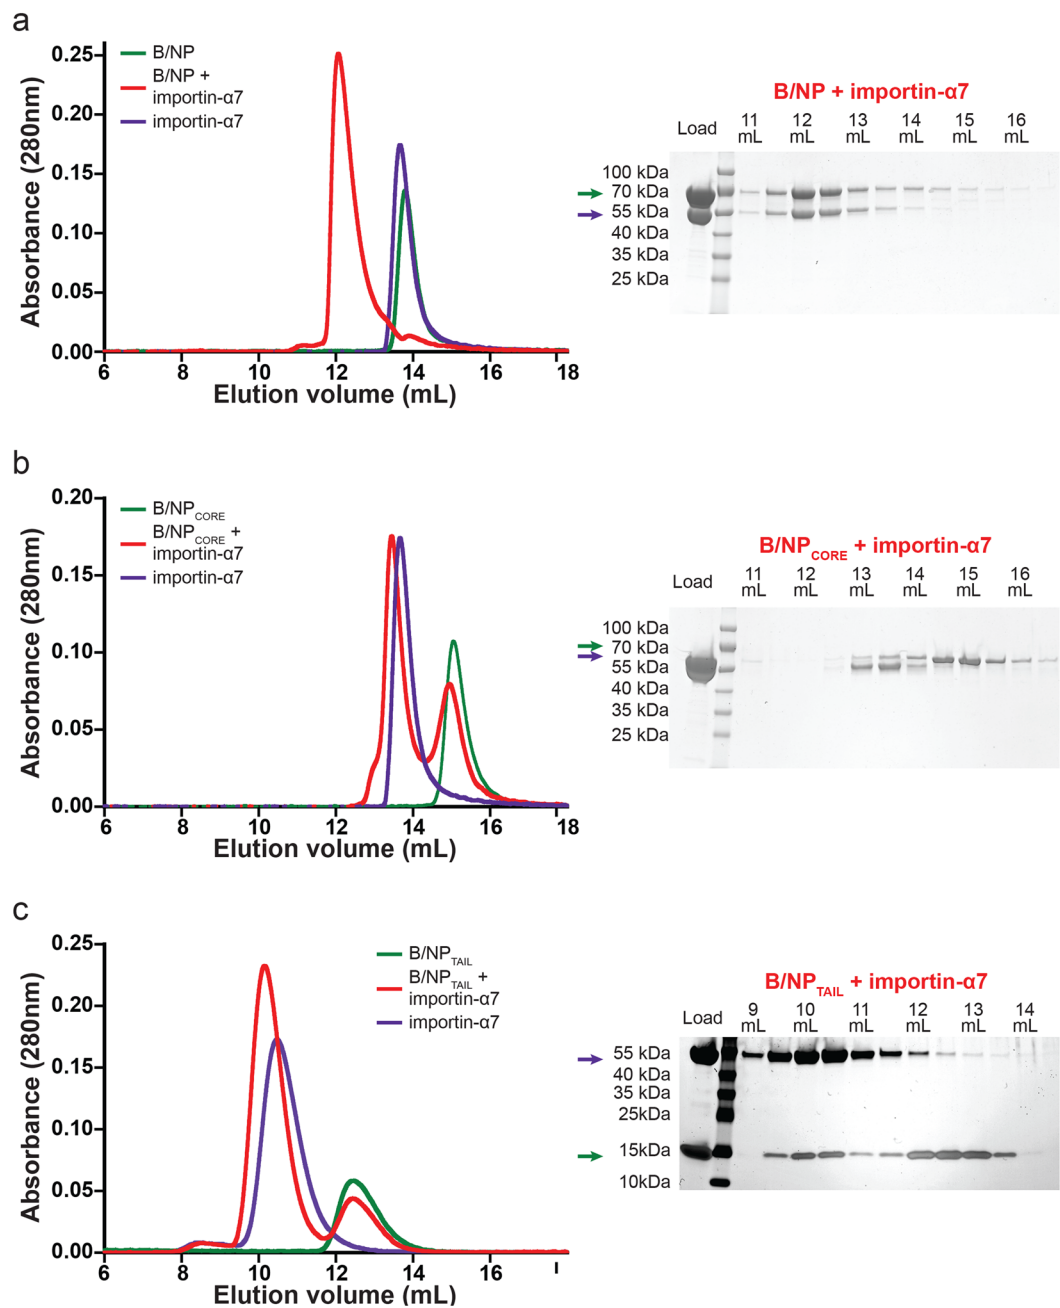 a
0.25
0.20
0.15
0.10
0.05
0.00
6 8 10 12 14 16 18
Absorbance (280nm)
Elution volume (mL)
B/NP
B/NP +
importin-α7
importin-α7
B/NP + importin-α7
Load
11 mL 12 mL 13 mL 14 mL 15 mL 16 mL
100 kDa
70 kDa
55 kDa
40 kDa
35 kDa
25 kDa
b
0.20
0.15
0.10
0.05
0.00
6 8 10 12 14 16 18
Absorbance (280nm)
Elution volume (mL)
B/NPCORE
B/NPCORE +
importin-α7
importin-α7
B/NPCORE + importin-α7
Load
11 mL 12 mL 13 mL 14 mL 15 mL 16 mL
100 kDa
70 kDa
55 kDa
40 kDa
35 kDa
25 kDa
c
0.25
0.20
0.15
0.10
0.05
0.00
6 8 10 12 14 16
Absorbance (280nm)
Elution volume (mL)
B/NPTAIL
B/NPTAIL +
importin-α7
importin-α7
B/NPTAIL + importin-α7
Load
9 mL 10 mL 11 mL 12 mL 13 mL 14 mL
55 kDa
40 kDa
35 kDa
25kDa
15kDa
10kDa